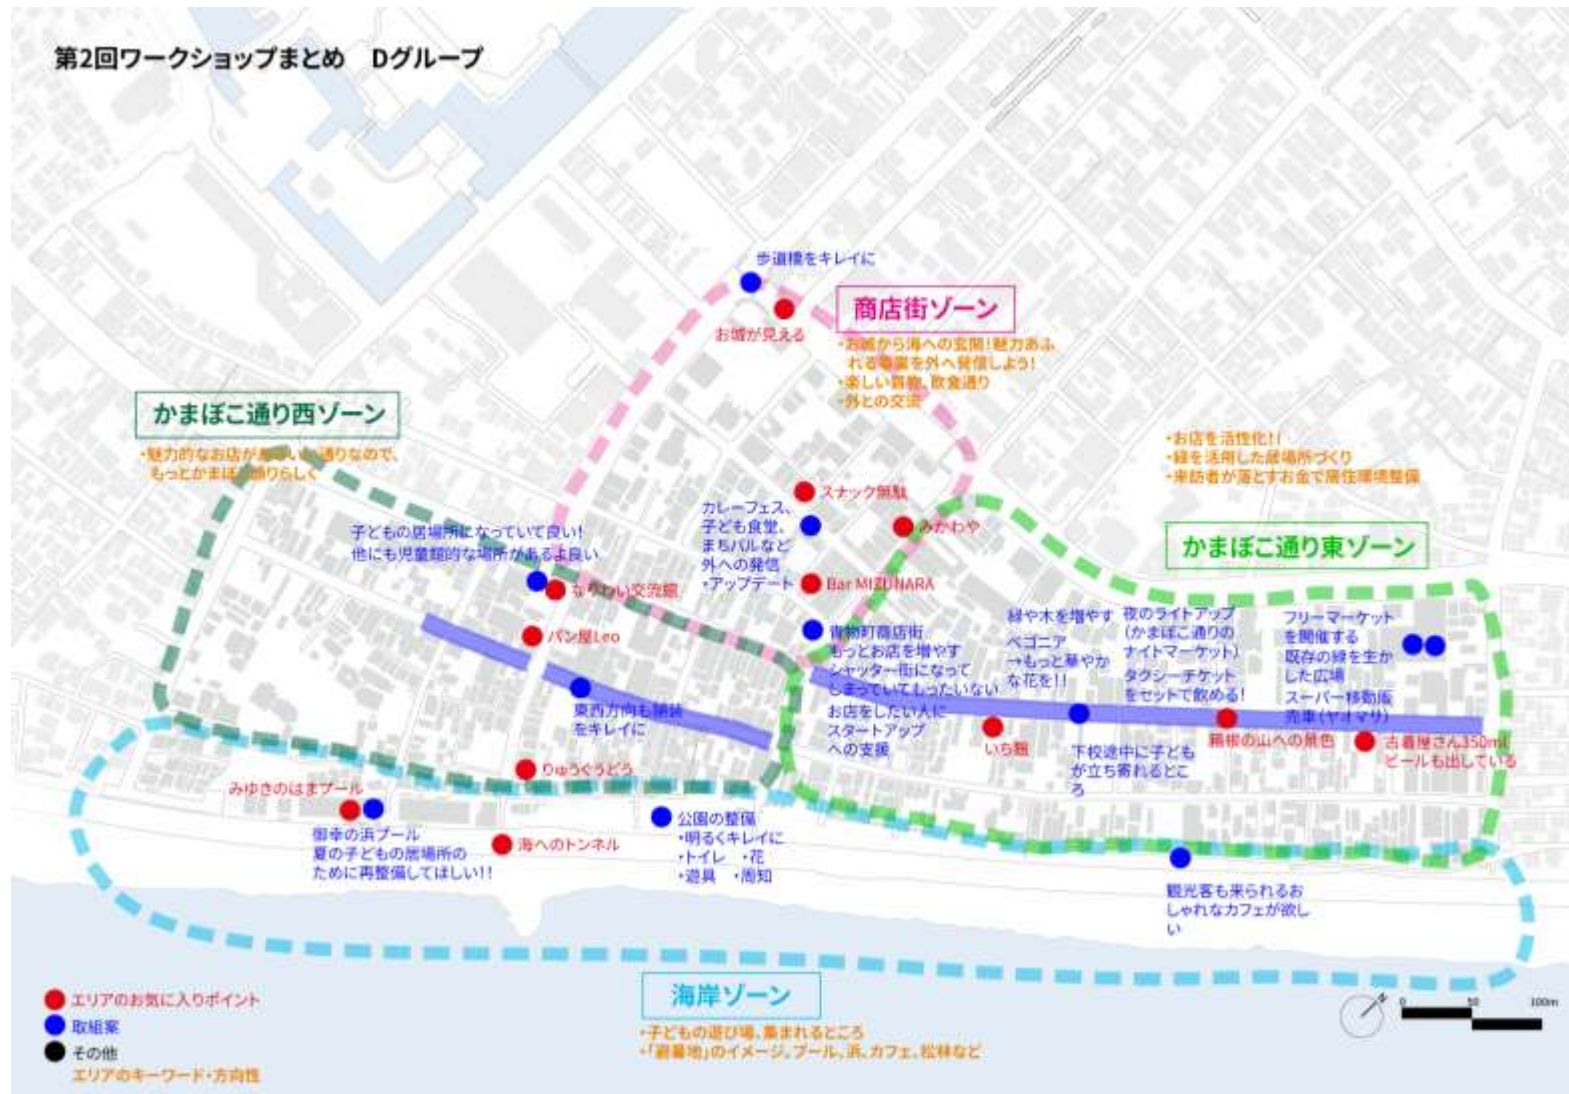 第2回ワークショップまとめ　Dグループ
歩道橋をキレイに
お城が見える
商店街ゾーン
・お城から海への玄関!魅力あふ
れる事業を外へ発信しよう!
・楽しい買物、飲食通り
・外との交流
かまぼこ通り西ゾーン
・魅力的なお店が
通りなので、
もっとかまぼこ通りらしく
・お店を活性化!!
・緑を活用した居場所づくり
・来訪者が落とすお金で居住環境整備
かまぼこ通り東ゾーン
子どもの居場所になっていて良い!
他にも児童館的な場所があるよ良い
なりわい交流館
パン屋Leo
スナック無駄
カレーフェス、
子ども食堂、
まちバルなど
外への発信
・アップデート
みかわや
Bar MIZUNARA
青物町商店街
もっとお店を増やす
シャッター街になって
しまっていてもったいない
お店をしたい人に
スタートアップ
への支援
緑や木を増やす
ベゴニア
→もっと華やか
な花を!!
夜のライトアップ
(かまぼこ通りの
ナイトマーケット)
タクシーチケット
をセットで飲める!
フリーマーケット
を開催する
既存の緑を生か
した広場
スーパー移動販
売車(ヤオマサ)
東西方向も舗装
をキレイに
いち麺
下校途中に子ども
が立ち寄れるとこ
ろ
箱根の山への景色
古着屋さん350ml
ビールも出している
りゅうぐうどう
みゆきのはまプール
御幸の浜プール
夏の子どもの居場所の
ために再整備してほしい!!
海へのトンネル
公園の整備
・明るくキレイに
・トイレ　・花
・遊具　・周知
観光客も来られるお
しゃれなカフェが欲し
い
海岸ゾーン
・子どもの遊び場、集まれるところ
・「避暑地」のイメージ。プール、浜、カフェ、松林など
エリアのお気に入りポイント
取組案
その他
エリアのキーワード・方向性
N
0 50 100m